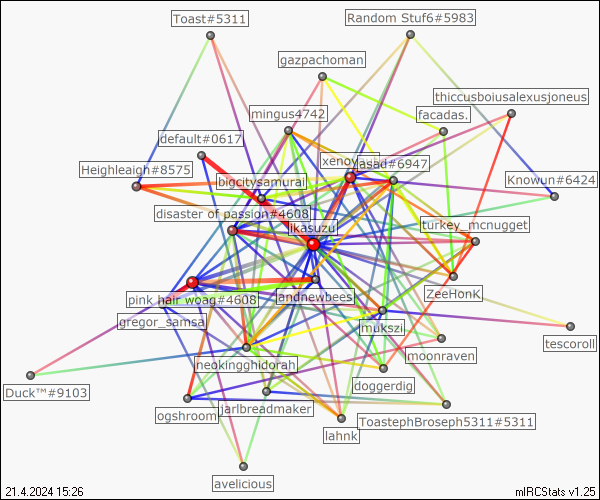 Toast#5311
Random Stuf6#5983
gazpachoman
thiccusboiusalexusjoneus
mingus4742
facadas.
default#0617
asad#6947
Heighleaigh#8575
bigcitysamurai
Knowun#6424
disaster of passion#4608
ikasuzu
turkey_mcnugget
pink hair woag#4608
andnewbees
ZeeHonK
gregor_samsa
mukszi
tescoroll
moonraven
neokingghidorah
Duck™#9103
doggerdig
ogshroom
jarlbreadmaker
ToastephBroseph5311#5311
lahnk
avelicious
21.4.2024 15:26
mIRCStats v1.25